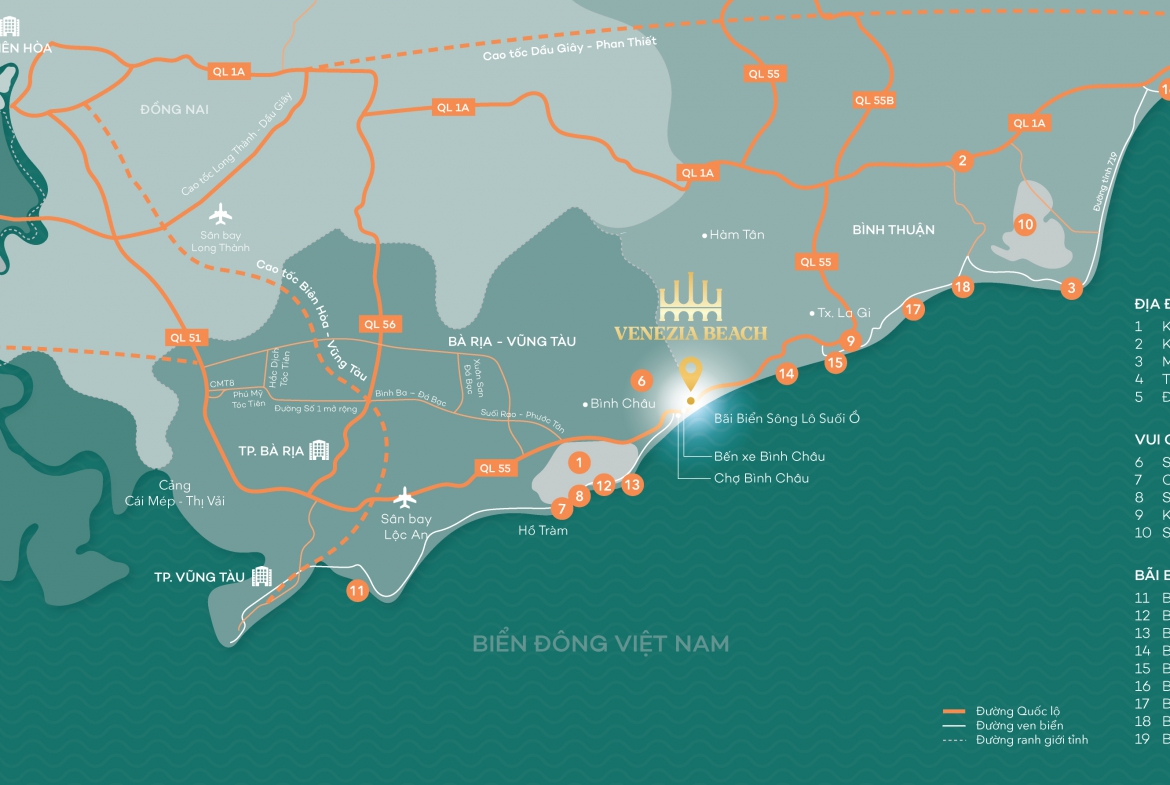 ÊN HÒA
QL 1A
Cao tốc Dầu Giây - Phan Thiết
QL 55
QL 55B
QL 1A
QL 1A
ĐỒNG NAI
Cao tốc Long Thành - Dầu Giây
QL 1A
2
Đường tỉnh 719
10
Sân bay
Long Thành
Hàm Tân
BÌNH THUẬN
QL 55
Cao tốc Biên Hòa - Vũng Tàu
18
3
17
Tx. La Gi
VENEZIA BEACH
QL 51
QL 56
BÀ RỊA - VŨNG TÀU
9
15
14
6
Hắc Dịch
Tóc Tiên
CMT8
Phú Mỹ
Tóc Tiên
Đường Số 1 mở rộng
Bình Ba - Đá Bạc
Xuân Sơn
Đá Bạc
Suối Rao - Phước Tân
Bình Châu
Bãi Biển Sông Lô Suối Ồ
Bến xe Bình Châu
Chợ Bình Châu
TP. BÀ RỊA
QL 55
1
12
13
8
7
Cảng
Cái Mép - Thị Vải
Sân bay
Lộc An
Hồ Tràm
TP. VŨNG TÀU
11
BIỂN ĐÔNG VIỆT NAM
Đường Quốc lộ
Đường ven biển
Đường ranh giới tỉnh
ĐỊA Đ
1 K
2 K
3 M
4 T
5 Đ
VUI
6 S
7
8 S
9 K
10 S
BÃI
11 B
12 B
13 B
14 B
15 B
16 B
17 B
18 B
19 B